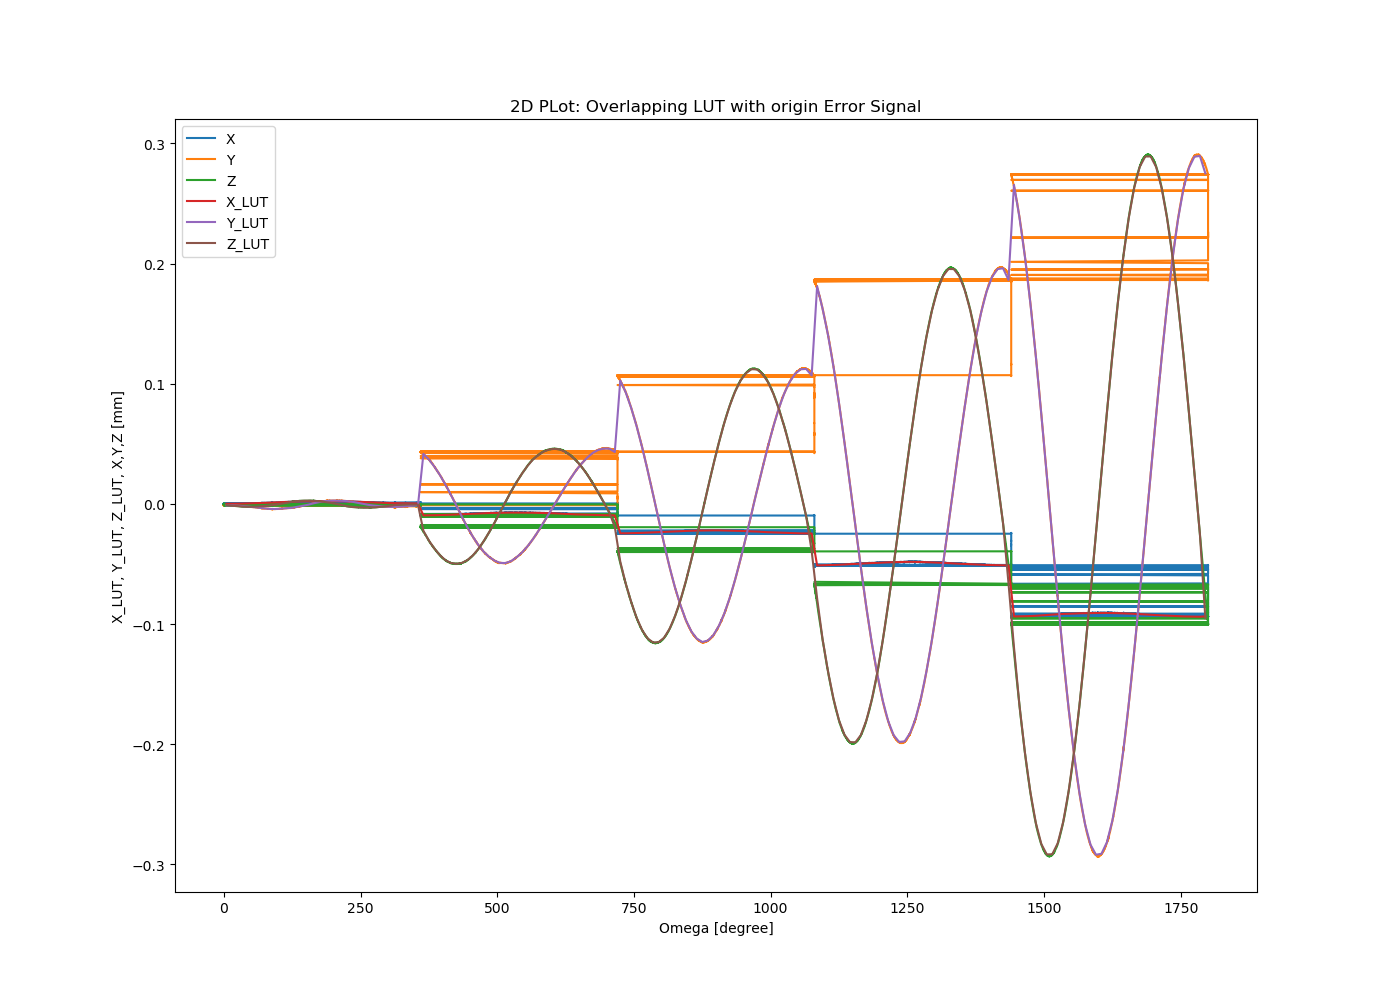 2D PLot: Overlapping LUT with origin Error Signal
X
Y
Z
X_LUT
Y_LUT
Z_LUT
0.3
0.2
0.1
0.0
−0.1
−0.2
−0.3
X_LUT, Y_LUT, Z_LUT, X,Y,Z [mm]
0
250
500
750
1000
1250
1500
1750
Omega [degree]